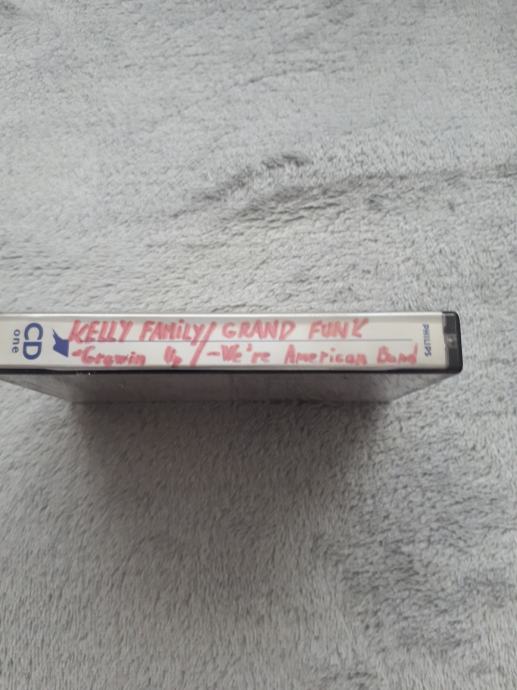 CD
one
KELLY FAMILY/ GRAND FUNK
-Growin Up/-We're American Band
PHILIPS